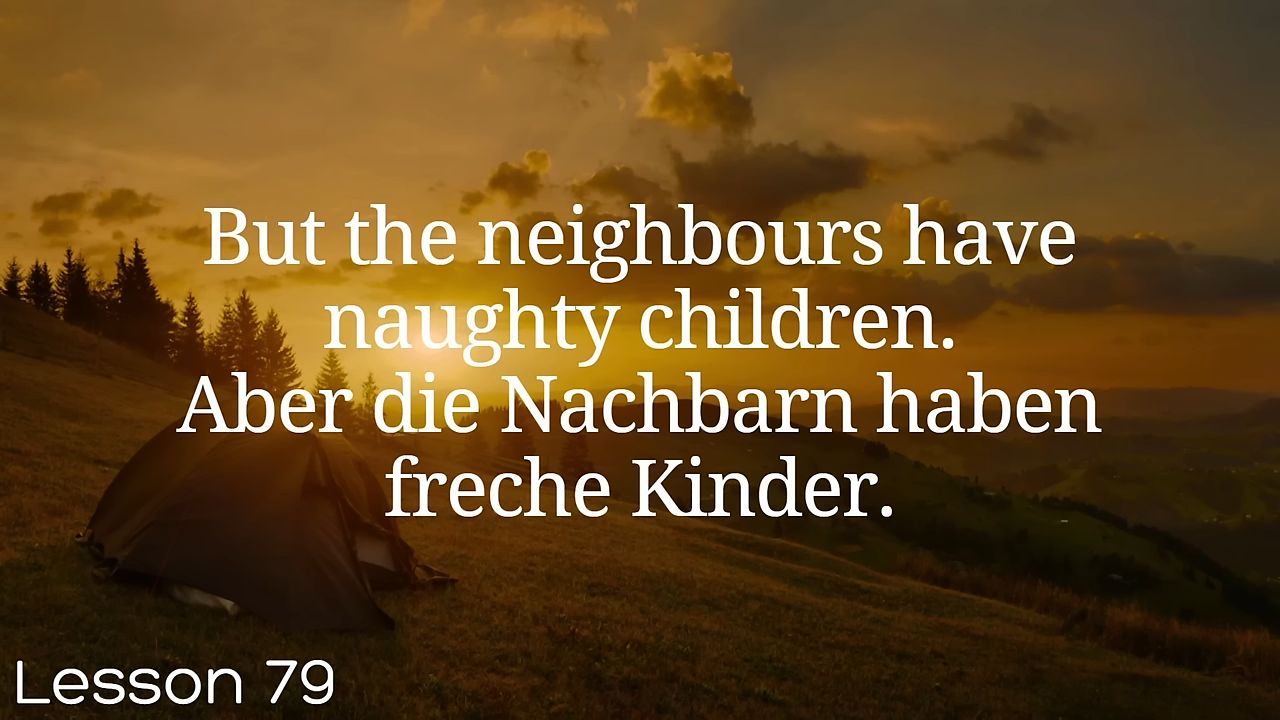 But the neighbours have
naughty children.
Aber die Nachbarn haben
freche Kinder.
Lesson 79